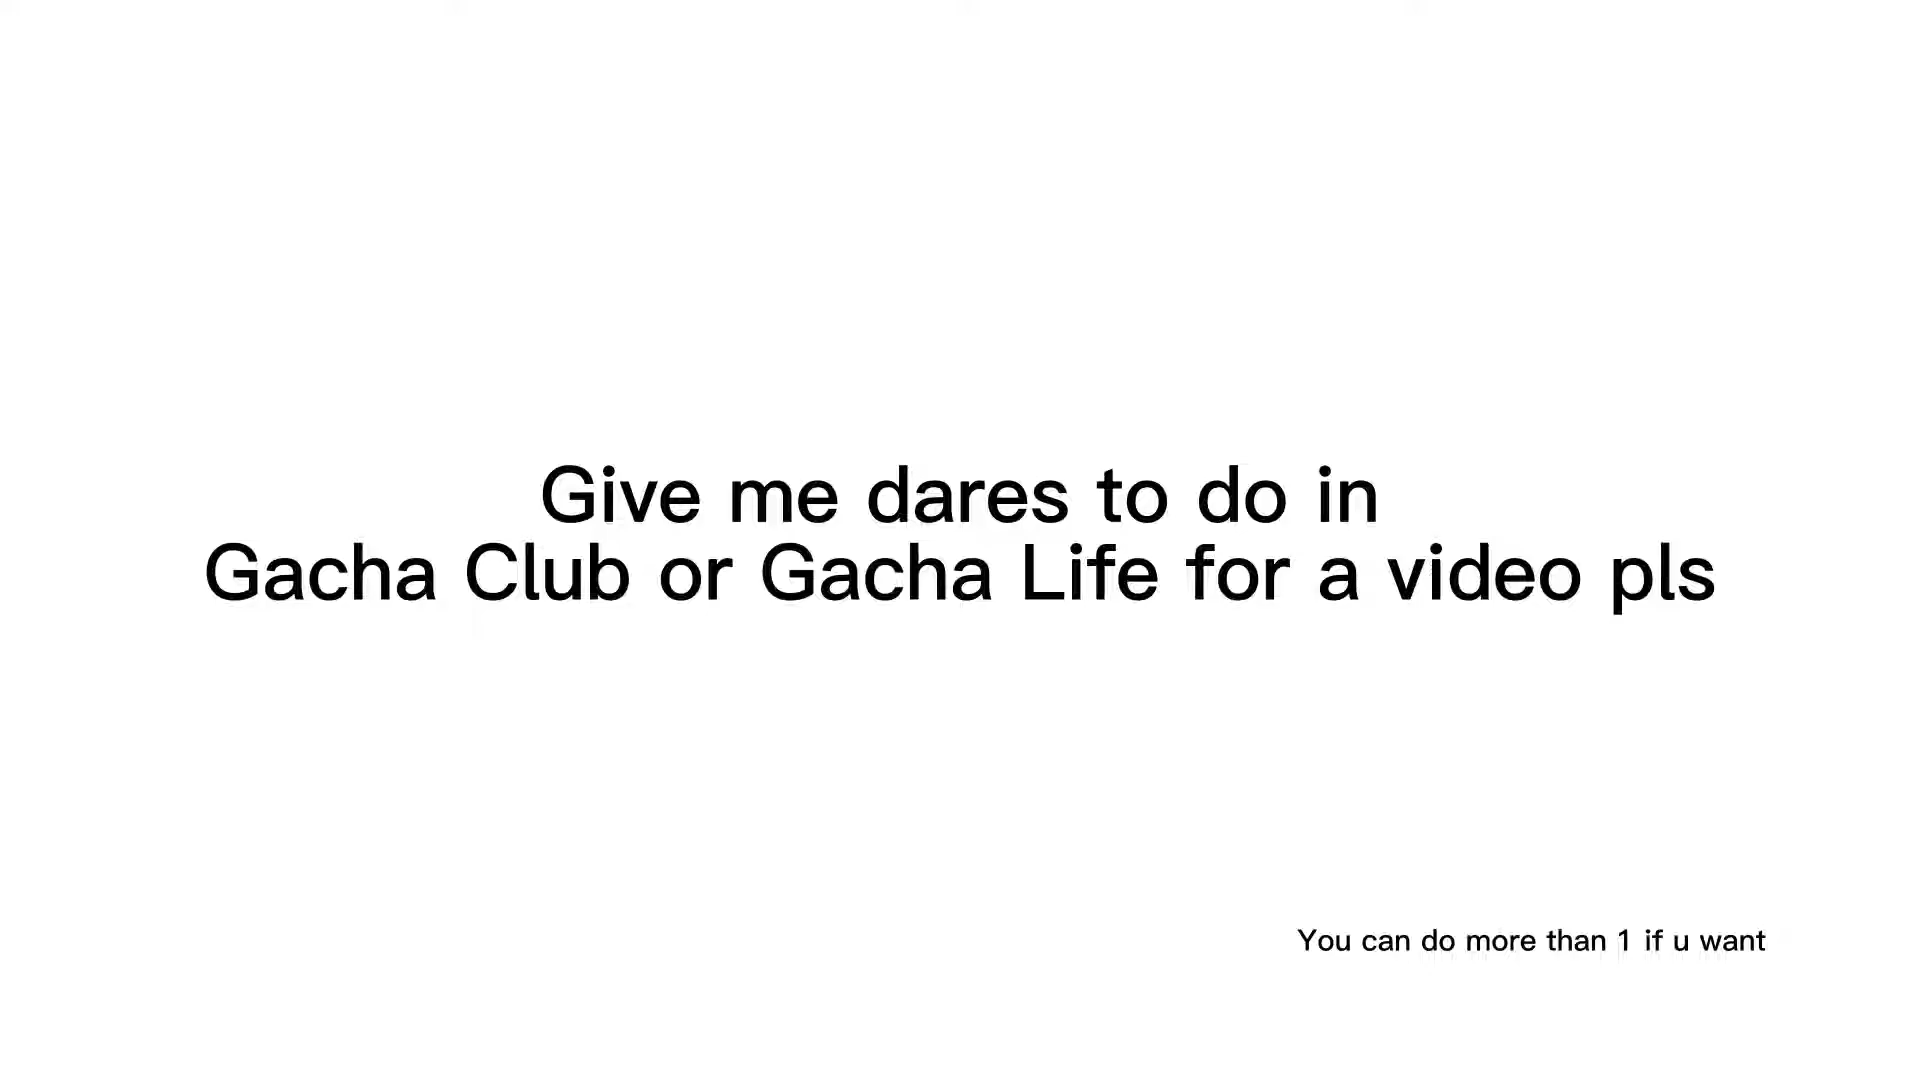 Give me dares to do in
Gacha Club or Gacha Life for a video pls
You can do more than 1 if u want